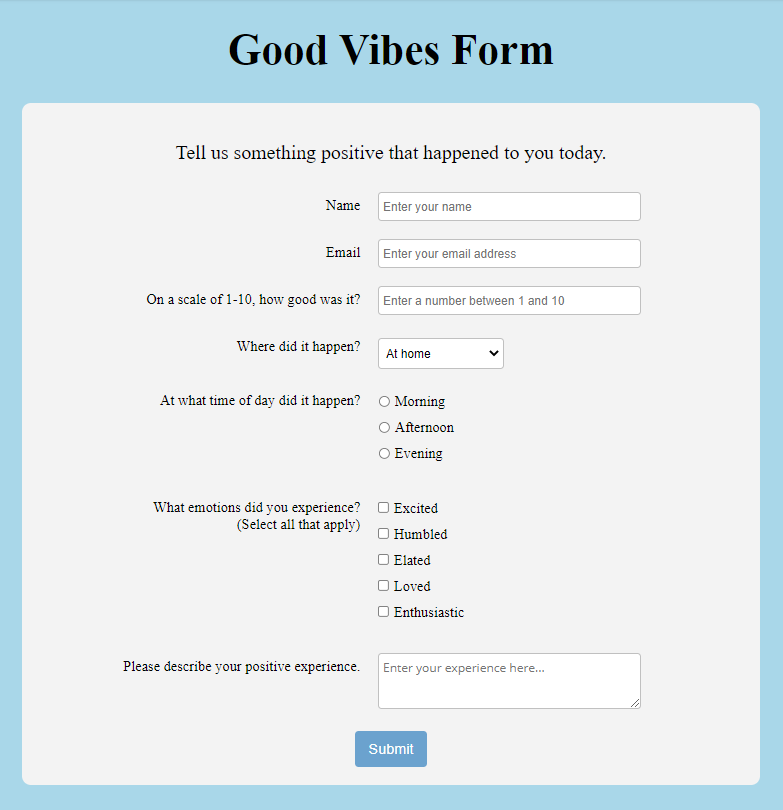 Good Vibes Form
Tell us something positive that happened to you today.
Name
Enter your name
Email
Enter your email address
On a scale of 1-10, how good was it?
Enter a number between 1 and 10
Where did it happen?
At home
At what time of day did it happen?
Morning
Afternoon
Evening
What emotions did you experience?
(Select all that apply)
Excited
Humbled
Elated
Loved
Enthusiastic
Please describe your positive experience.
Enter your experience here...
Submit